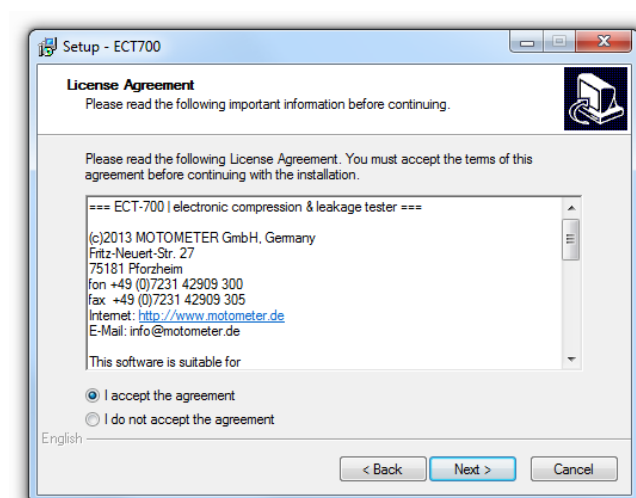 Setup - ECT700
License Agreement
Please read the following important information before continuing.
Please read the following License Agreement. You must accept the terms of this
agreement before continuing with the installation.
=== ECT-700 | electronic compression & leakage tester ===
(c)2013 MOTOMETER GmbH, Germany
Fritz-Neuert-Str. 27
75181 Pforzheim
fon +49 (0)7231 42909 300
fax +49 (0)7231 42909 305
Internet: http://www.motometer.de
E-Mail: info@motometer.de
This software is suitable for
I accept the agreement
I do not accept the agreement
English
< Back Next > Cancel